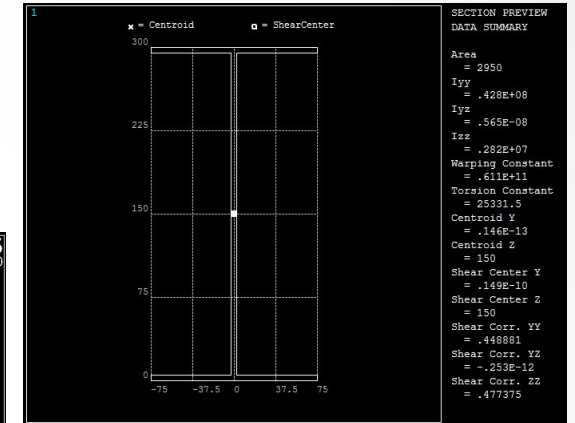 1
× = Centroid
□ = ShearCenter
300
225
150
75
0
-75 -37.5 0 37.5 75
SECTION PREVIEW
DATA SUMMARY
Area
= 2950
Iyy
= .428E+08
Iyz
= .565E-08
Izz
= .282E+07
Warping Constant
= .611E+11
Torsion Constant
= 25331.5
Centroid Y
= .146E-13
Centroid Z
= 150
Shear Center Y
= .149E-10
Shear Center Z
= 150
Shear Corr. YY
= .448881
Shear Corr. YZ
= -.253E-12
Shear Corr. ZZ
= .477375